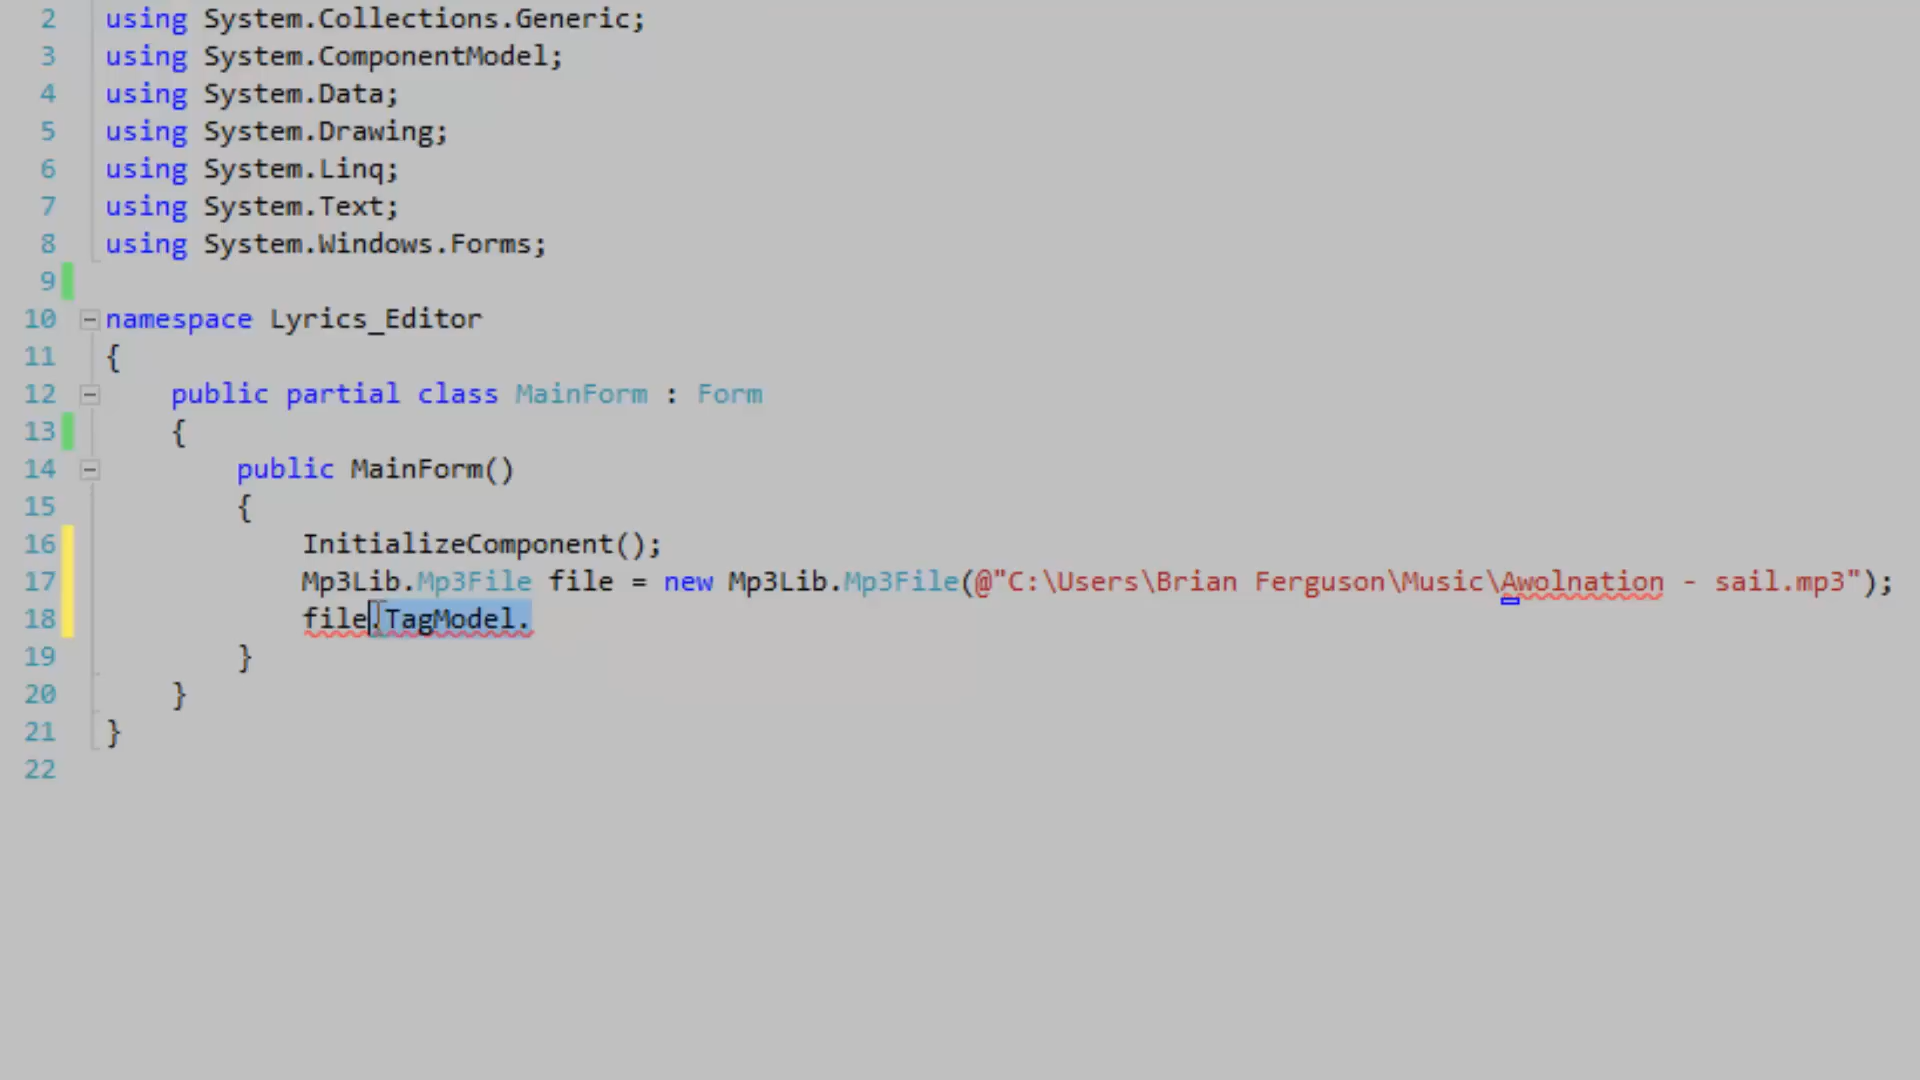 2 using System.Collections.Generic;
3 using System.ComponentModel;
4 using System.Data;
5 using System.Drawing;
6 using System.Linq;
7 using System.Text;
8 using System.Windows.Forms;
9
10 namespace Lyrics_Editor
11 {
12 public partial class MainForm : Form
13 {
14 public MainForm()
15 {
16 InitializeComponent();
17 Mp3Lib.Mp3File file = new Mp3Lib.Mp3File(@"C:\Users\Brian Ferguson\Music\Awolnation - sail.mp3");
18 file.TagModel.
19 }
20 }
21 }
22